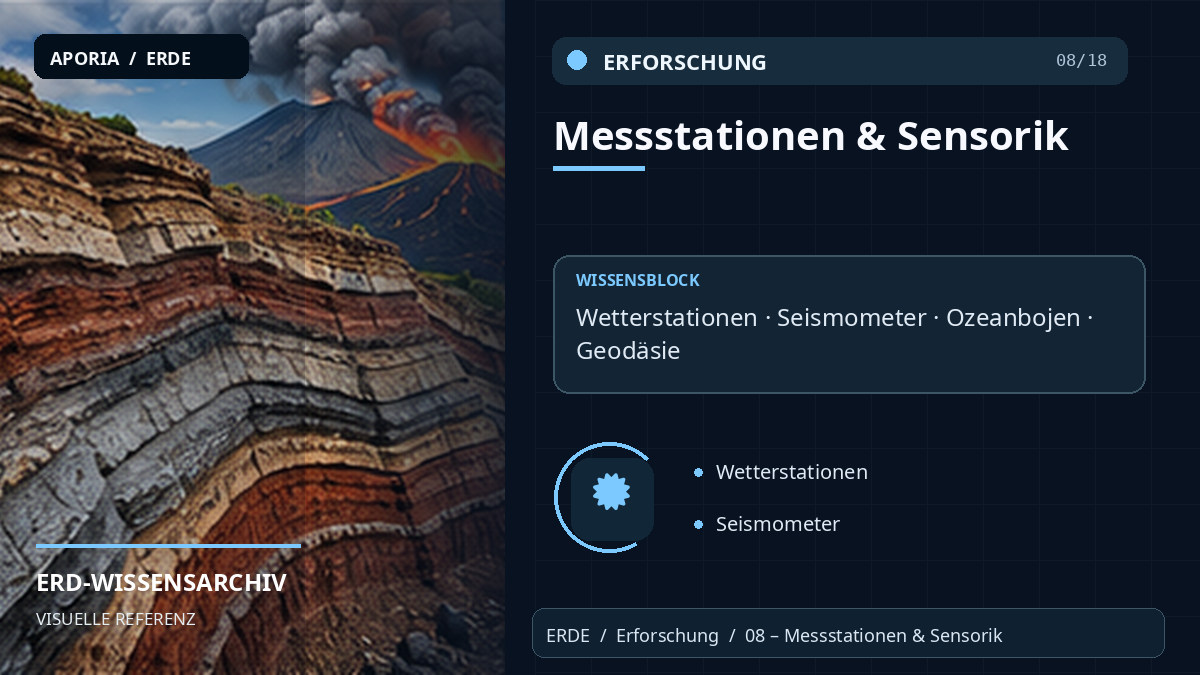 APORIA / ERDE
ERD-WISSENSARCHIV
VISUELLE REFERENZ
ERFORSCHUNG
08/18
Messstationen & Sensorik
WISSENSBLOCK
Wetterstationen · Seismometer · Ozeanbojen ·
Geodäsie
Wetterstationen
Seismometer
ERDE / Erforschung / 08 – Messstationen & Sensorik